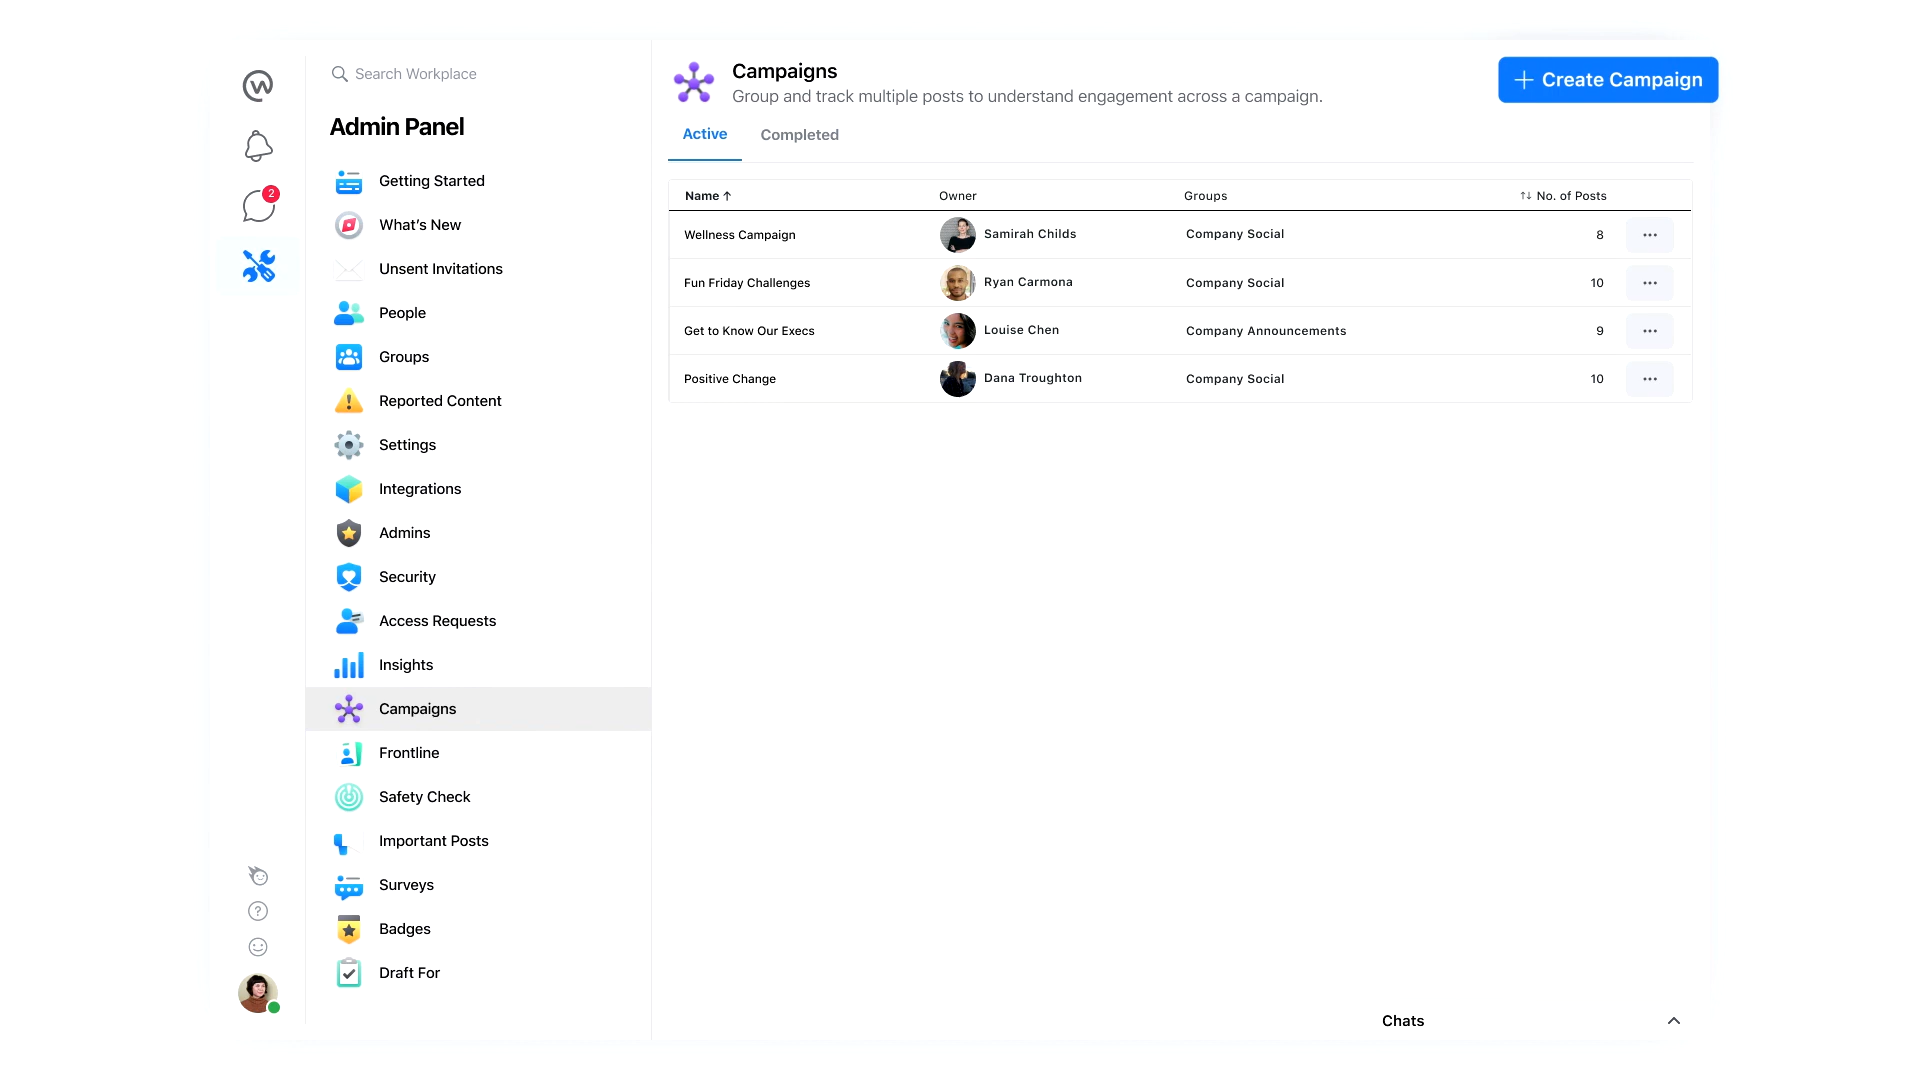 2
Search Workplace
Admin Panel
Getting Started
What's New
Unsent Invitations
People
Groups
Reported Content
Settings
Integrations
Admins
Security
Access Requests
Insights
Campaigns
Frontline
Safety Check
Important Posts
Surveys
Badges
Draft For
Campaigns
Group and track multiple posts to understand engagement across a campaign.
+ Create Campaign
Active Completed
Name ↑ Owner Groups ↑↓ No. of Posts
Wellness Campaign Samirah Childs Company Social 8 ...
Fun Friday Challenges Ryan Carmona Company Social 10 ...
Get to Know Our Execs Louise Chen Company Announcements 9 ...
Positive Change Dana Troughton Company Social 10 ...
Chats